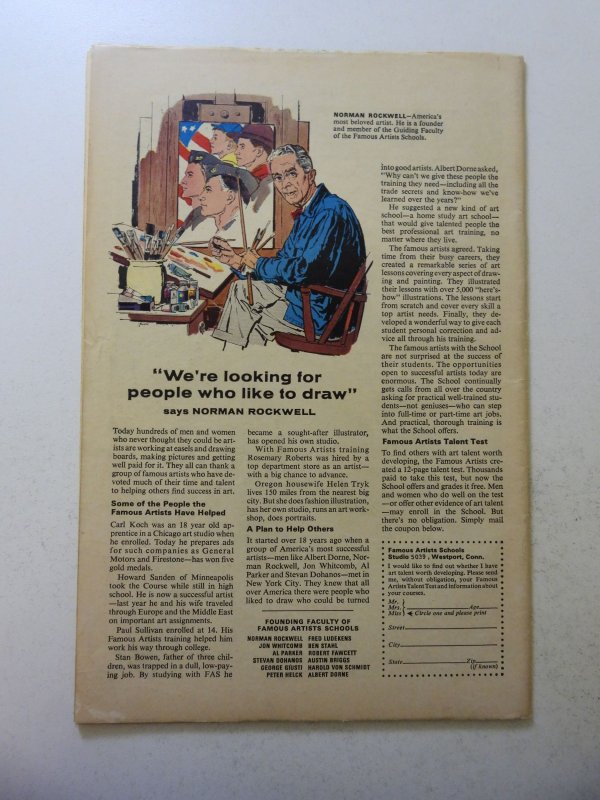 NORMAN ROCKWELL—America's
most beloved artist. He is a founder
and member of the Guiding Faculty
of the Famous Artists Schools.
"We're looking for
people who like to draw"
says NORMAN ROCKWELL
Today hundreds of men and women
who never thought they could be art-
ists are working at easels and drawing
boards, making pictures and getting
well paid for it. They all can thank a
group of famous artists who have de-
voted much of their time and talent
to helping others find success in art.
Some of the People the
Famous Artists Have Helped
Carl Koch was an 18 year old ap-
prentice in a Chicago art studio when
he enrolled. Today he prepares ads
for such companies as General
Motors and Firestone—has won five
gold medals.
Howard Sanden of Minneapolis
took the Course while still in high
school. He is now a successful artist
—last year he and his wife traveled
through Europe and the Middle East
on important art assignments.
Paul Sullivan enrolled at 14. His
Famous Artists training helped him
work his way through college.
Stan Bowen, father of three chil-
dren, was trapped in a dull, low-pay-
ing job. By studying with FAS he
became a sought-after illustrator,
has opened his own studio.
With Famous Artists training
Rosemary Roberts was hired by a
top department store as an artist—
with a big chance to advance.
Oregon housewife Helen Tryk
lives 150 miles from the nearest big
city. But she does fashion illustration,
has her own studio, runs an art work-
shop, does portraits.
A Plan to Help Others
It started over 18 years ago when a
group of America's most successful
artists—men like Albert Dorne, Nor-
man Rockwell, Jon Whitcomb, Al
Parker and Stevan Dohanos—met in
New York City. They knew that all
over America there were people who
liked to draw who could be turned
FOUNDING FACULTY OF
FAMOUS ARTISTS SCHOOLS
NORMAN ROCKWELL FRED LUDEKENS
JON WHITCOMB BEN STAHL
AL PARKER ROBERT FAWCETT
STEVAN DOHANOS AUSTIN BRIGGS
GEORGE GIUSTI HAROLD VON SCHMIDT
PETER HELCK ALBERT DORNE
into good artists. Albert Dorne asked,
"Why can't we give these people the
training they need—including all the
trade secrets and know-how we've
learned over the years?"
He suggested a new kind of art
school—a home study art school—
that would give talented people the
best professional art training, no
matter where they live.
The famous artists agreed. Taking
time from their busy careers, they
created a remarkable series of art
lessons covering every aspect of draw-
ing and painting. They illustrated
their lessons with over 5,000 "here's-
how" illustrations. The lessons start
from scratch and cover every skill a
top artist needs. Finally, they de-
veloped a wonderful way to give each
student personal correction and ad-
vice all through his training.
The famous artists with the School
are not surprised at the success of
their students. The opportunities
open to successful artists today are
enormous. The School continually
gets calls from all over the country
asking for practical well-trained stu-
dents—not geniuses—who can step
into full-time or part-time art jobs.
And practical, thorough training is
what the School offers.
Famous Artists Talent Test
To find others with art talent worth
developing, the Famous Artists cre-
ated a 12-page talent test. Thousands
paid to take this test, but now the
School offers and grades it free. Men
and women who do well on the test
—or offer other evidence of art talent
—may enroll in the School. But
there's no obligation. Simply mail
the coupon below.
Famous Artists Schools
Studio 5039, Westport, Conn.
I would like to find out whether I have
art talent worth developing. Please send
me, without obligation, your Famous
Artists Talent Test and information about
your courses.
Mr.
Mrs. Age
Miss Circle one and please print
Street
City
State Zip
(if known)